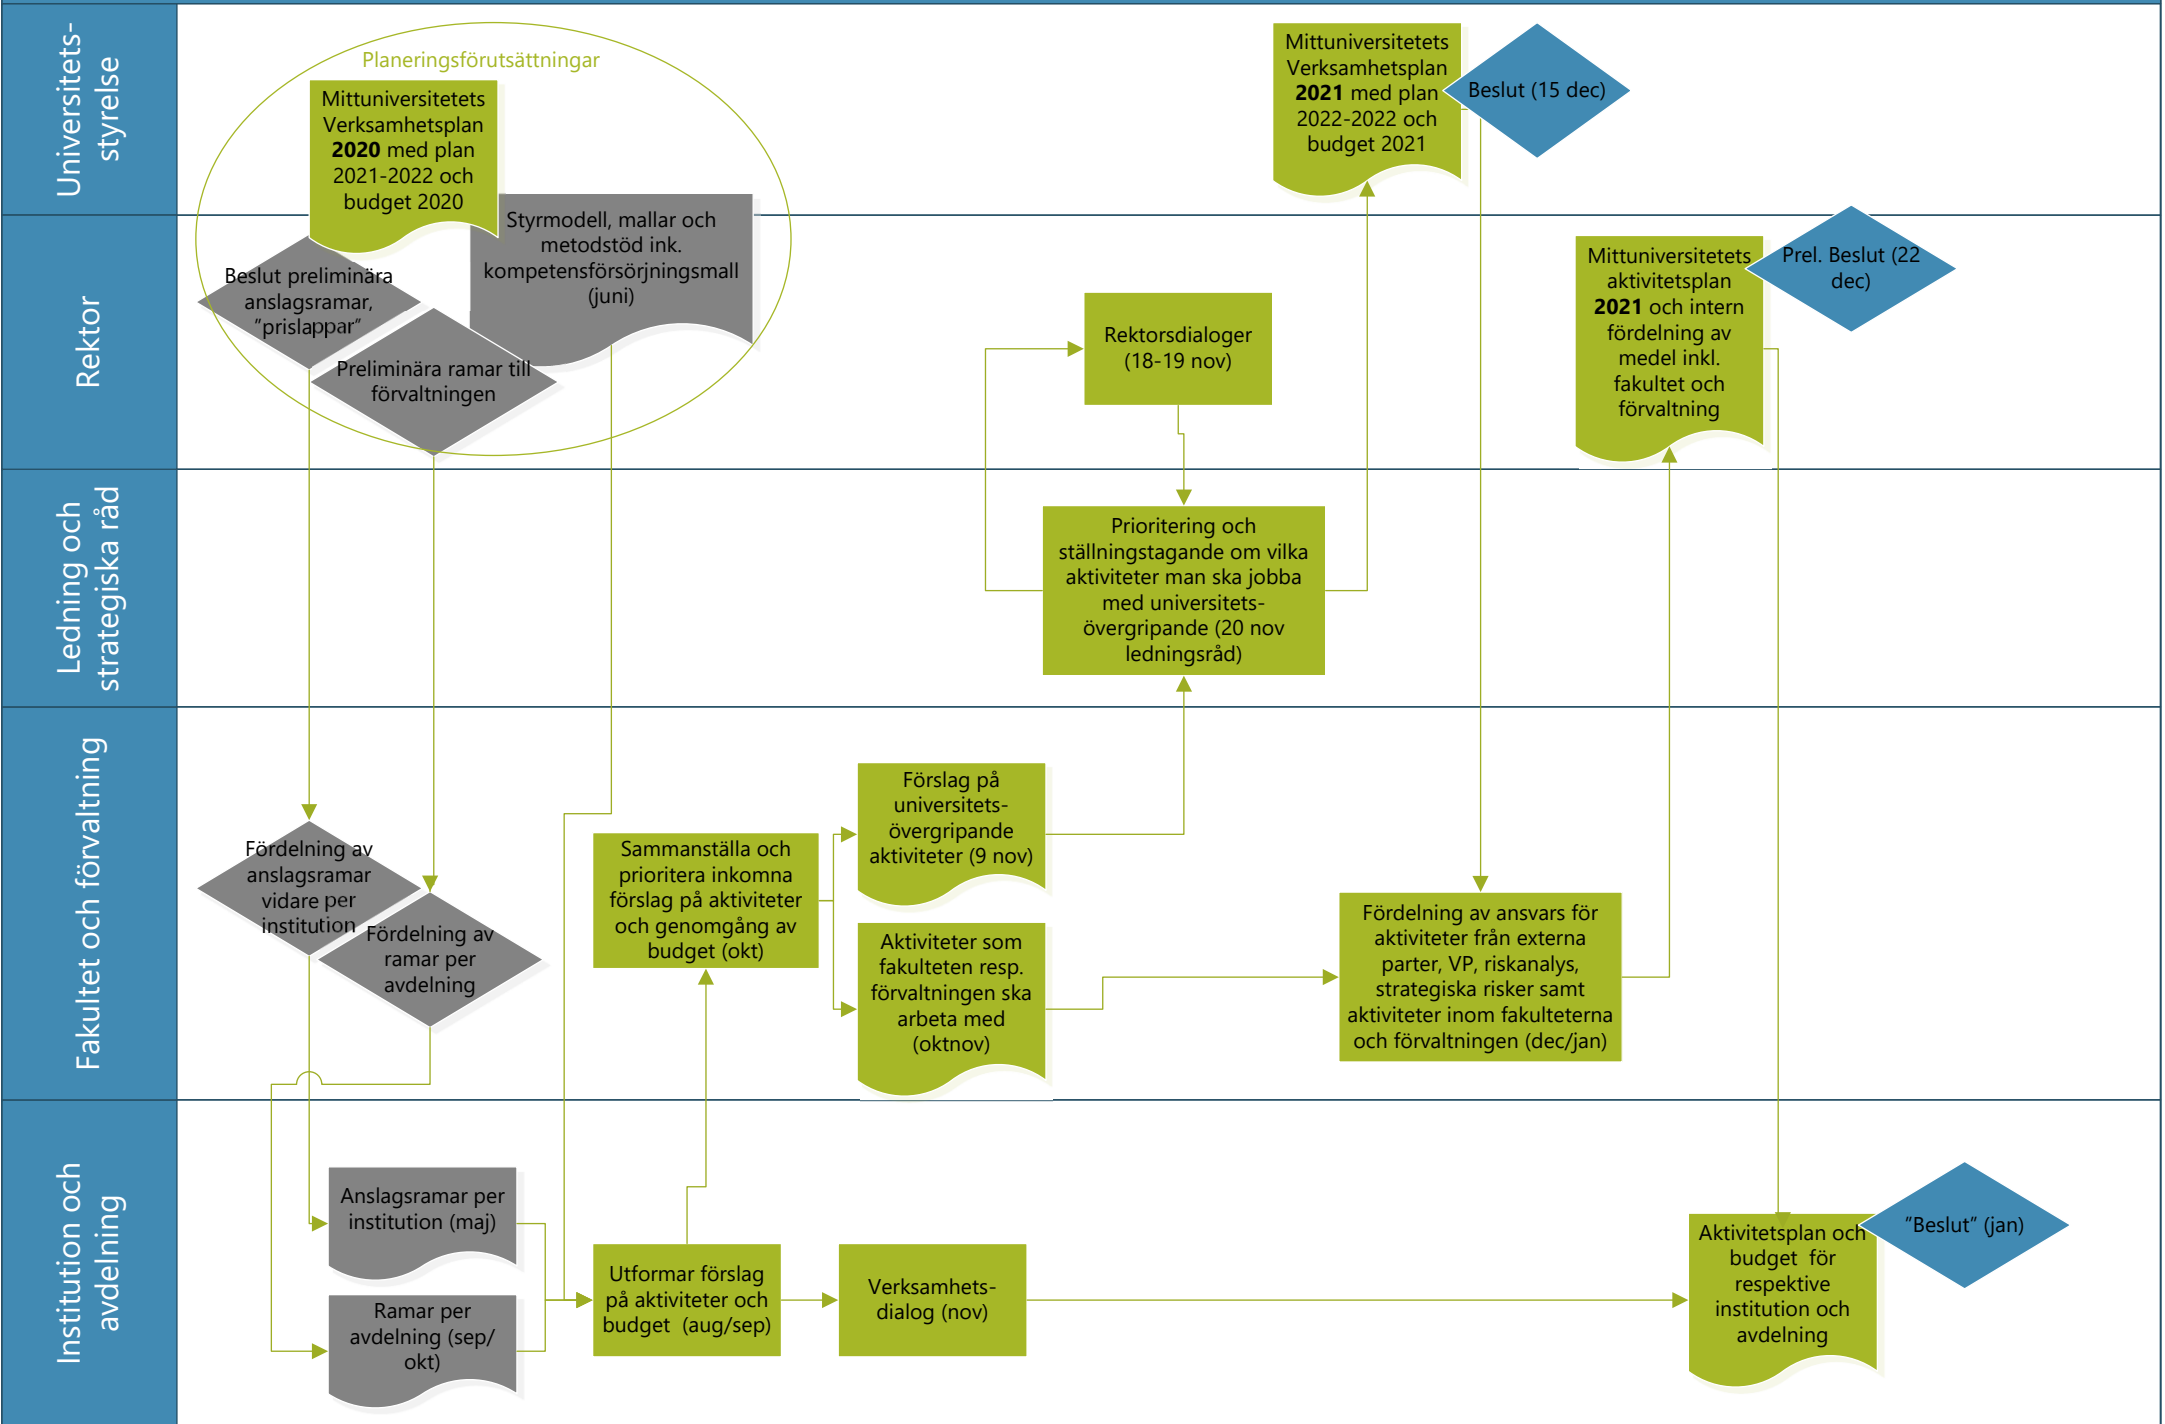 Universitets-
styrelse
Planeringsförutsättningar
Mittuniversitetets
Verksamhetsplan
2020 med plan
2021-2022 och
budget 2020
Mittuniversitetets
Verksamhetsplan
2021 med plan
2022-2022 och
budget 2021
Beslut (15 dec)
Rektor
Styrmodell, mallar och
metodstöd ink.
kompetensförsörjningsmall
(juni)
Beslut preliminära
anslagsramar,
”prislappar”
Preliminära ramar till
förvaltningen
Rektorsdialoger
(18-19 nov)
Mittuniversitetets
aktivitetsplan
2021 och intern
fördelning av
medel inkl.
fakultet och
förvaltning
Prel. Beslut (22
dec)
Ledning och
strategiska råd
Prioritering och
ställningstagande om vilka
aktiviteter man ska jobba
med universitets-
övergripande (20 nov
ledningsråd)
Fakultet och förvaltning
Fördelning av
anslagsramar
vidare per
institution
Fördelning av
ramar per
avdelning
Sammanställa och
prioritera inkomna
förslag på aktiviteter
och genomgång av
budget (okt)
Förslag på
universitets-
övergripande
aktiviteter (9 nov)
Aktiviteter som
fakulteten resp.
förvaltningen ska
arbeta med
(oktnov)
Fördelning av ansvars för
aktiviteter från externa
parter, VP, riskanalys,
strategiska risker samt
aktiviteter inom fakulteterna
och förvaltningen (dec/jan)
Institution och
avdelning
Anslagsramar per
institution (maj)
Ramar per
avdelning (sep/
okt)
Utformar förslag
på aktiviteter och
budget (aug/sep)
Verksamhets-
dialog (nov)
Aktivitetsplan och
budget för
respektive
institution och
avdelning
”Beslut” (jan)